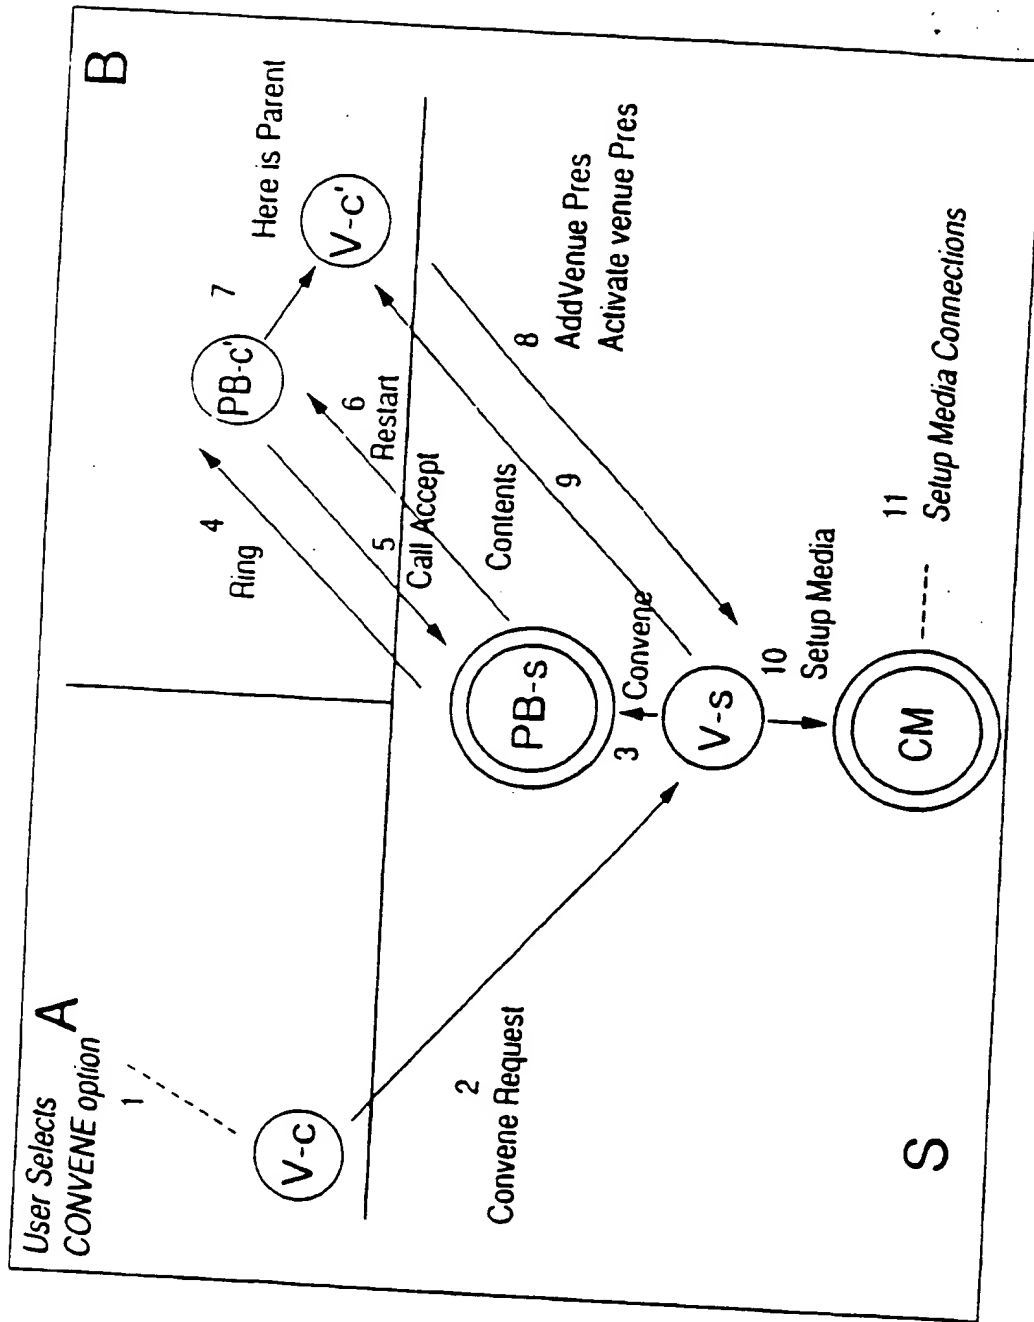 User Selects
CONVENE option
A
1
V-c
2
Convene Request
S
B
4
Ring
PB-c'
7
Here is Parent
V-c'
5
Call Accept
6
Restart
PB-s
Contents
3
Convene
V-s
9
8
AddVenue Pres
Activate venue Pres
10
Setup Media
CM
11
Setup Media Connections